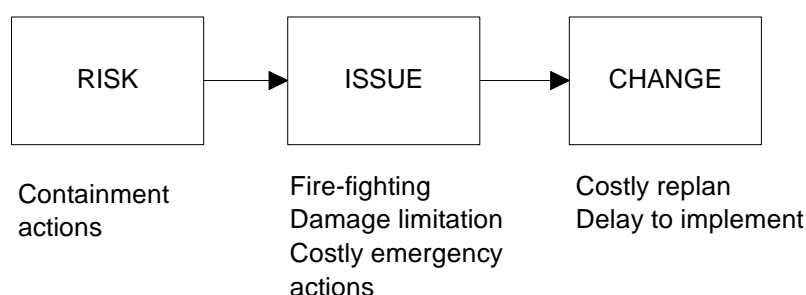 RISK
ISSUE
CHANGE
Containment
actions
Fire-fighting
Damage limitation
Costly emergency
actions
Costly replan
Delay to implement